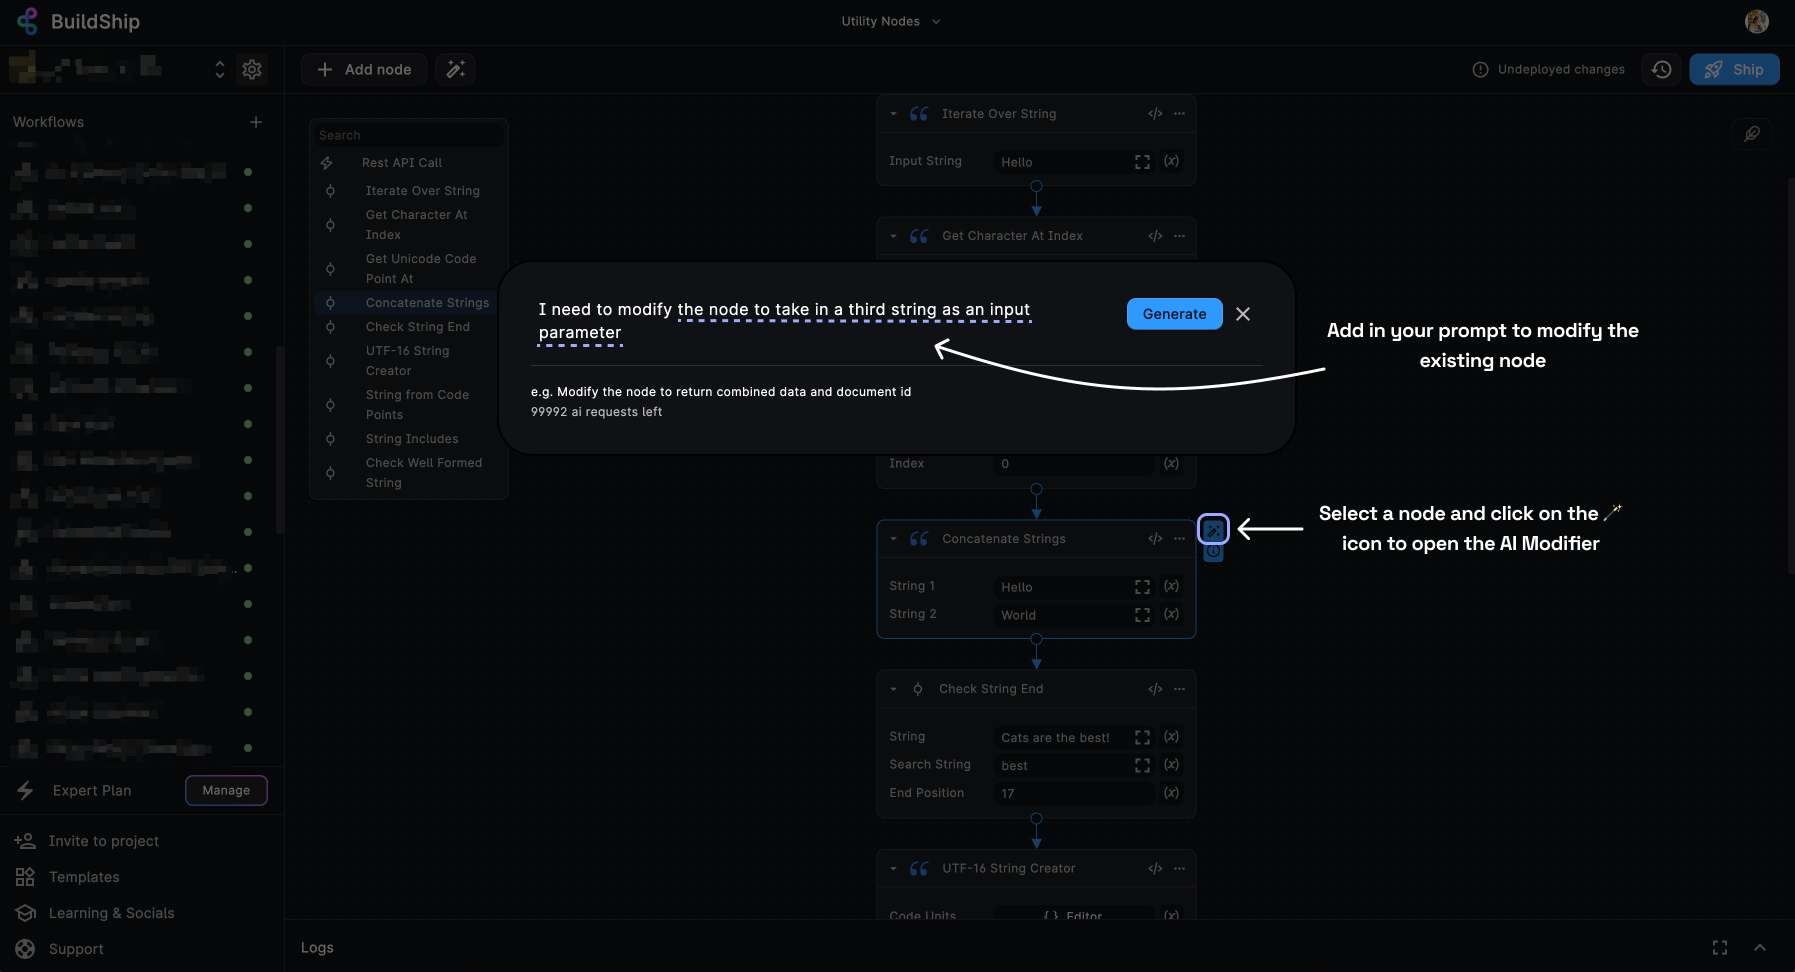 BuildShip
Utility Nodes
Add node
Undeployed changes
Ship
Workflows
Search
Rest API Call
Iterate Over String
Get Character At
Index
Get Unicode Code
Point At
Concatenate Strings
Check String End
UTF-16 String
Creator
String from Code
Points
String Includes
Check Well Formed
String
Iterate Over String
Input String
Hello
(x)
Get Character At Index
I need to modify the node to take in a third string as an input
parameter
Generate
e.g. Modify the node to return combined data and document id
99992 ai requests left
Add in your prompt to modify the
existing node
Index
0
(x)
Select a node and click on the
icon to open the AI Modifier
Concatenate Strings
String 1
Hello
(x)
String 2
World
(x)
Check String End
String
Cats are the best!
(x)
Search String
best
(x)
End Position
17
(x)
UTF-16 String Creator
Code Units
{ } Editor
(x)
Expert Plan
Manage
Invite to project
Templates
Learning & Socials
Support
Logs